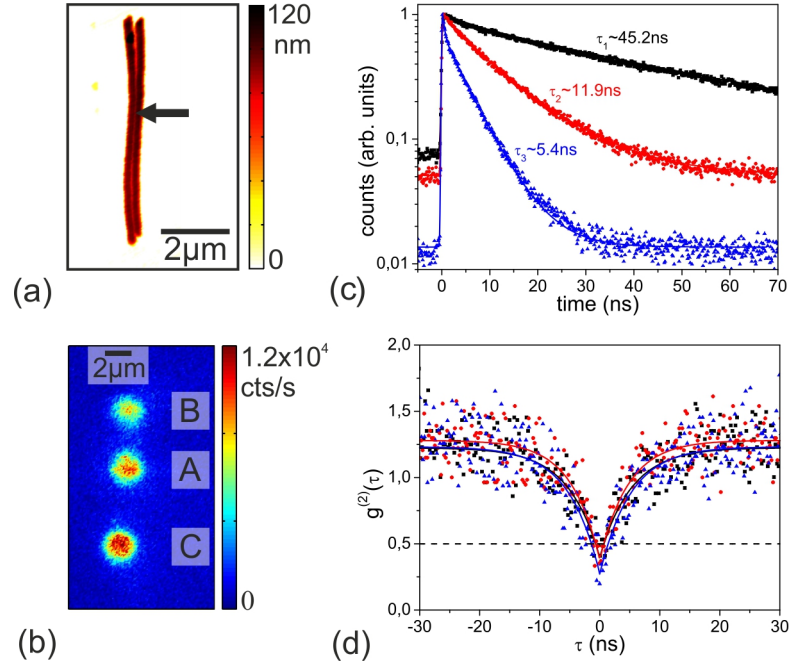 120
nm
2μm
0
(a)
1
0,1
0,01
counts (arb. units)
τ1~45.2ns
τ2~11.9ns
τ3~5.4ns
0
10
20
30
40
50
60
70
time (ns)
(c)
2μm
B
A
C
1.2x10⁴
cts/s
0
(b)
2,0
1,5
1,0
0,5
0,0
g⁽²⁾(τ)
-30
-20
-10
0
10
20
30
τ (ns)
(d)